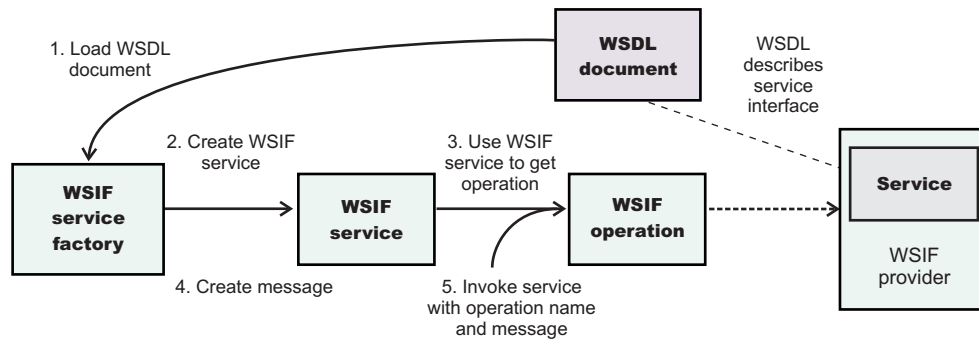 1. Load WSDL
document
WSDL
document
WSDL
describes
service
interface
2. Create WSIF
service
3. Use WSIF
service to get
operation
WSIF
service
factory
WSIF
service
WSIF
operation
Service
WSIF
provider
4. Create message
5. Invoke service
with operation name
and message